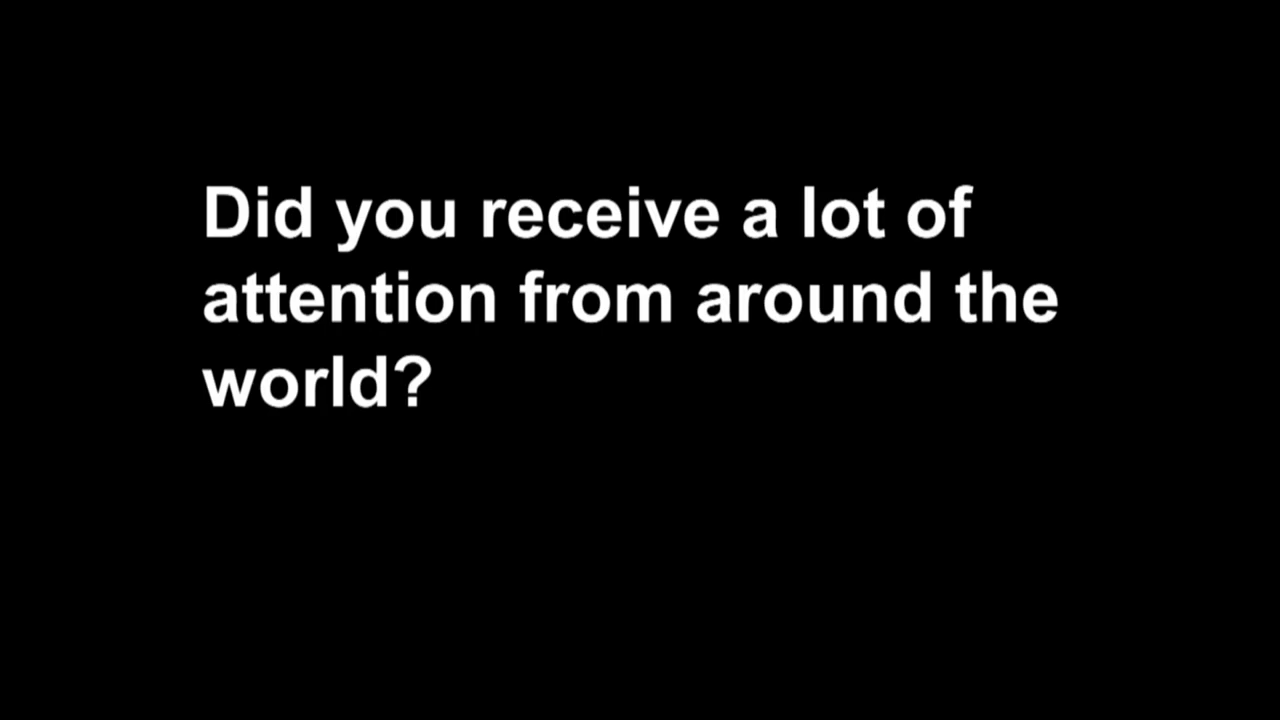 Did you receive a lot of
attention from around the
world?